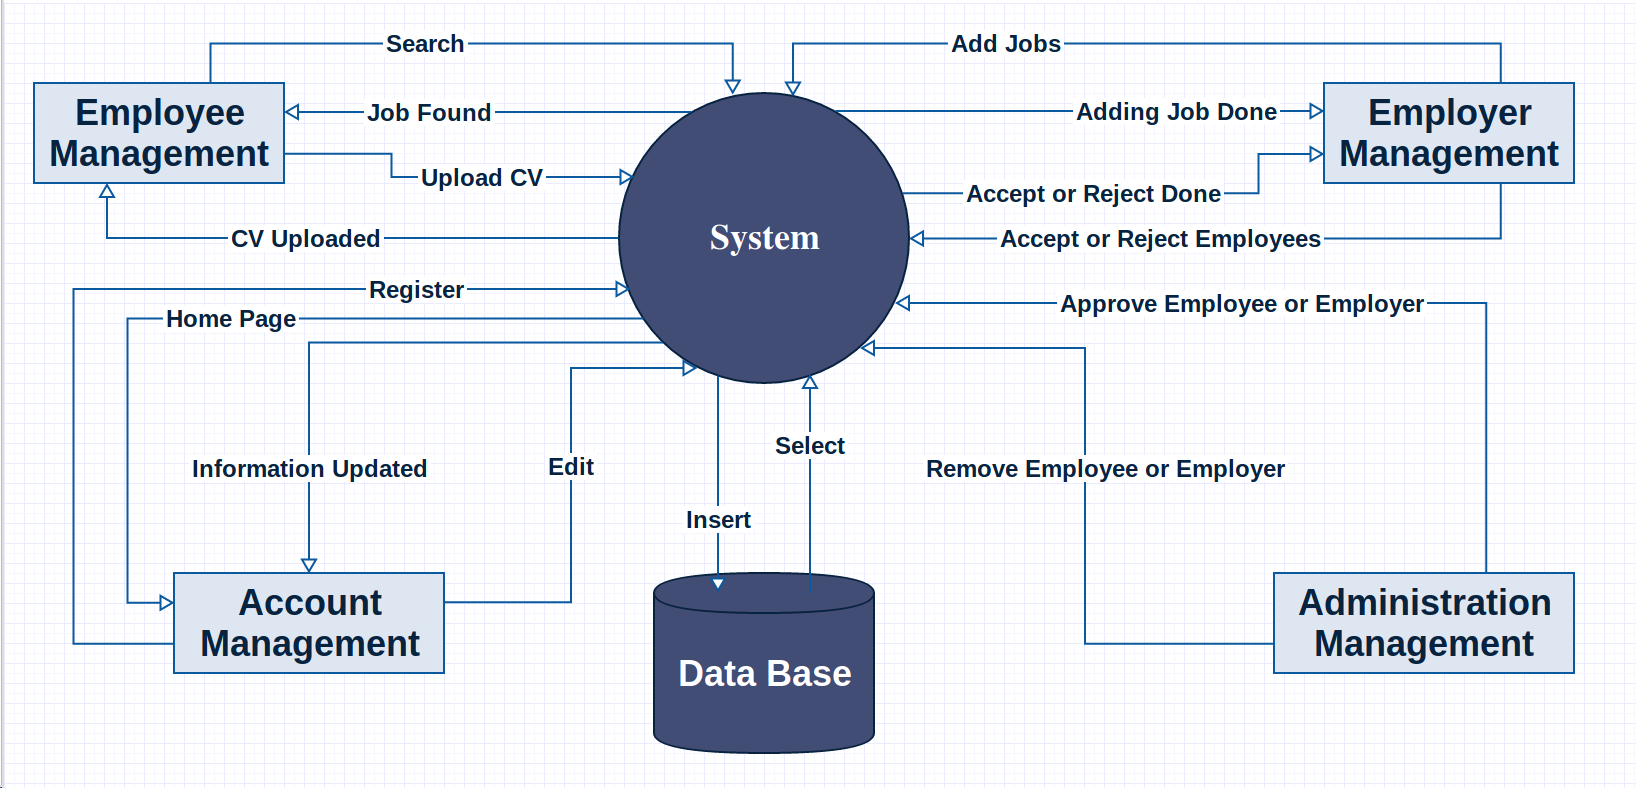 Search
Add Jobs
Employee
Management
Job Found
Adding Job Done
Employer
Management
Upload CV
Accept or Reject Done
System
CV Uploaded
Accept or Reject Employees
Register
Home Page
Approve Employee or Employer
Select
Information Updated
Edit
Remove Employee or Employer
Insert
Account
Management
Data Base
Administration
Management